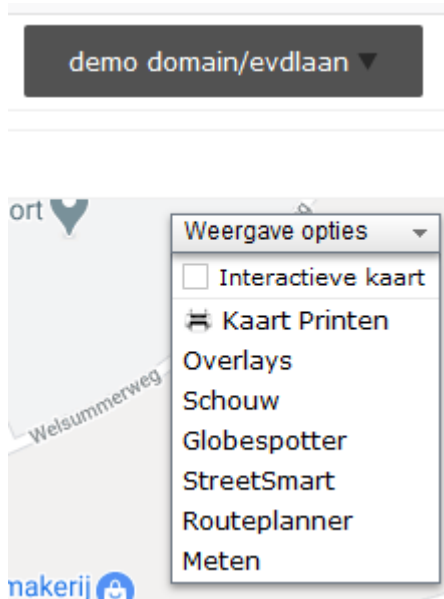 demo domain/evdlaan ▼
ort
Weergave opties
Interactieve kaart
Kaart Printen
Overlays
Schouw
Globespotter
StreetSmart
Routeplanner
Meten
Welsummerweg
makerij